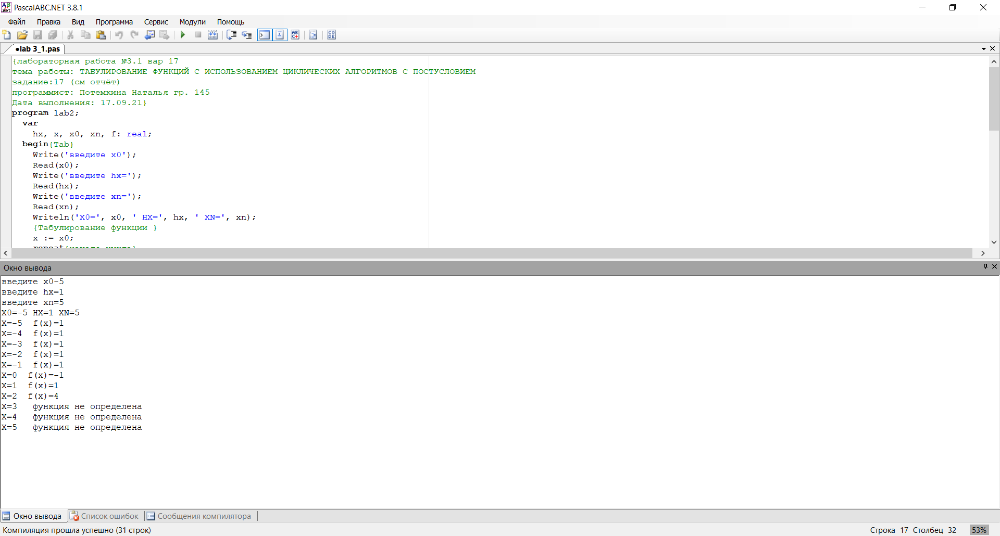 PascalABC.NET 3.8.1
Файл Правка Вид Программа Сервис Модули Помощь
●lab 3_1.pas
{лабораторная работа №3.1 вар 17
тема работы: ТАБУЛИРОВАНИЕ ФУНКЦИЙ С ИСПОЛЬЗОВАНИЕМ ЦИКЛИЧЕСКИХ АЛГОРИТМОВ С ПОСТУСЛОВИЕМ
задание:17 (см отчёт)
программист: Потемкина Наталья гр. 145
Дата выполнения: 17.09.21}
program lab2;
var
hx, x, x0, xn, f: real;
begin{Tab}
Write('введите x0');
Read(x0);
Write('введите hx=');
Read(hx);
Write('введите xn=');
Read(xn);
Writeln('X0=', x0, ' HX=', hx, ' XN=', xn);
{Табулирование функции }
x := x0;
Окно вывода
введите x0-5
введите hx=1
введите xn=5
X0=-5 HX=1 XN=5
X=-5  f(x)=1
X=-4  f(x)=1
X=-3  f(x)=1
X=-2  f(x)=1
X=-1  f(x)=1
X=0  f(x)=-1
X=1  f(x)=1
X=2  f(x)=4
X=3   функция не определена
X=4   функция не определена
X=5   функция не определена
Окно вывода Список ошибок Сообщения компилятора
Компиляция прошла успешно (31 строк) Строка 17 Столбец 32 53%